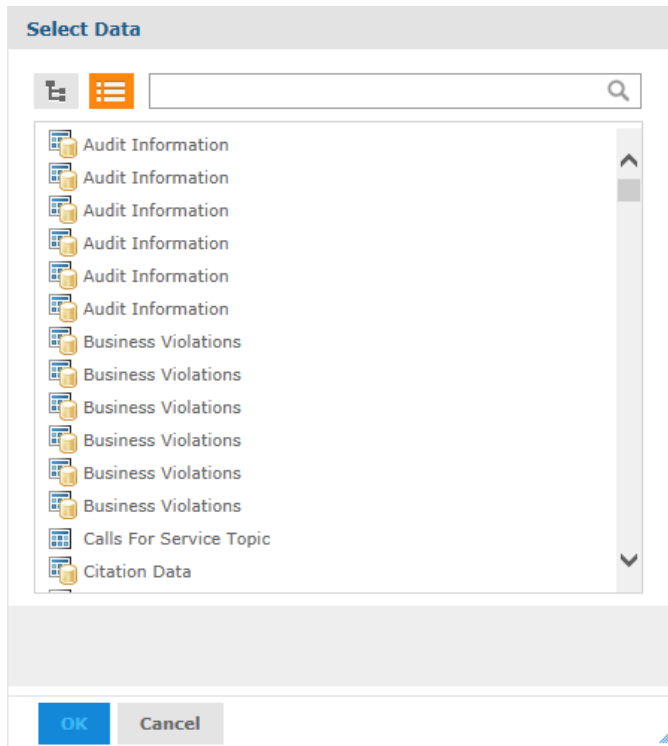 Select Data
Audit Information
Audit Information
Audit Information
Audit Information
Audit Information
Audit Information
Business Violations
Business Violations
Business Violations
Business Violations
Business Violations
Business Violations
Calls For Service Topic
Citation Data
OK
Cancel